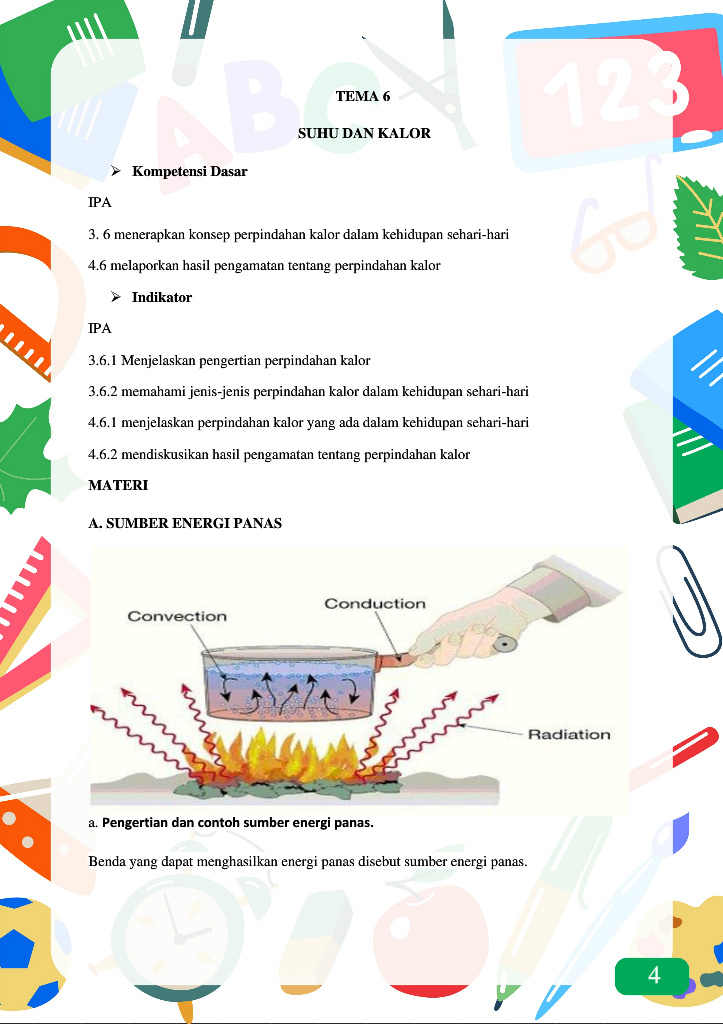 ABC
123
TEMA 6
SUHU DAN KALOR
➢ Kompetensi Dasar
IPA
3. 6 menerapkan konsep perpindahan kalor dalam kehidupan sehari-hari
4.6 melaporkan hasil pengamatan tentang perpindahan kalor
➢ Indikator
IPA
3.6.1 Menjelaskan pengertian perpindahan kalor
3.6.2 memahami jenis-jenis perpindahan kalor dalam kehidupan sehari-hari
4.6.1 menjelaskan perpindahan kalor yang ada dalam kehidupan sehari-hari
4.6.2 mendiskusikan hasil pengamatan tentang perpindahan kalor
MATERI
A. SUMBER ENERGI PANAS
Conduction
Convection
Radiation
a. Pengertian dan contoh sumber energi panas.
Benda yang dapat menghasilkan energi panas disebut sumber energi panas.
4